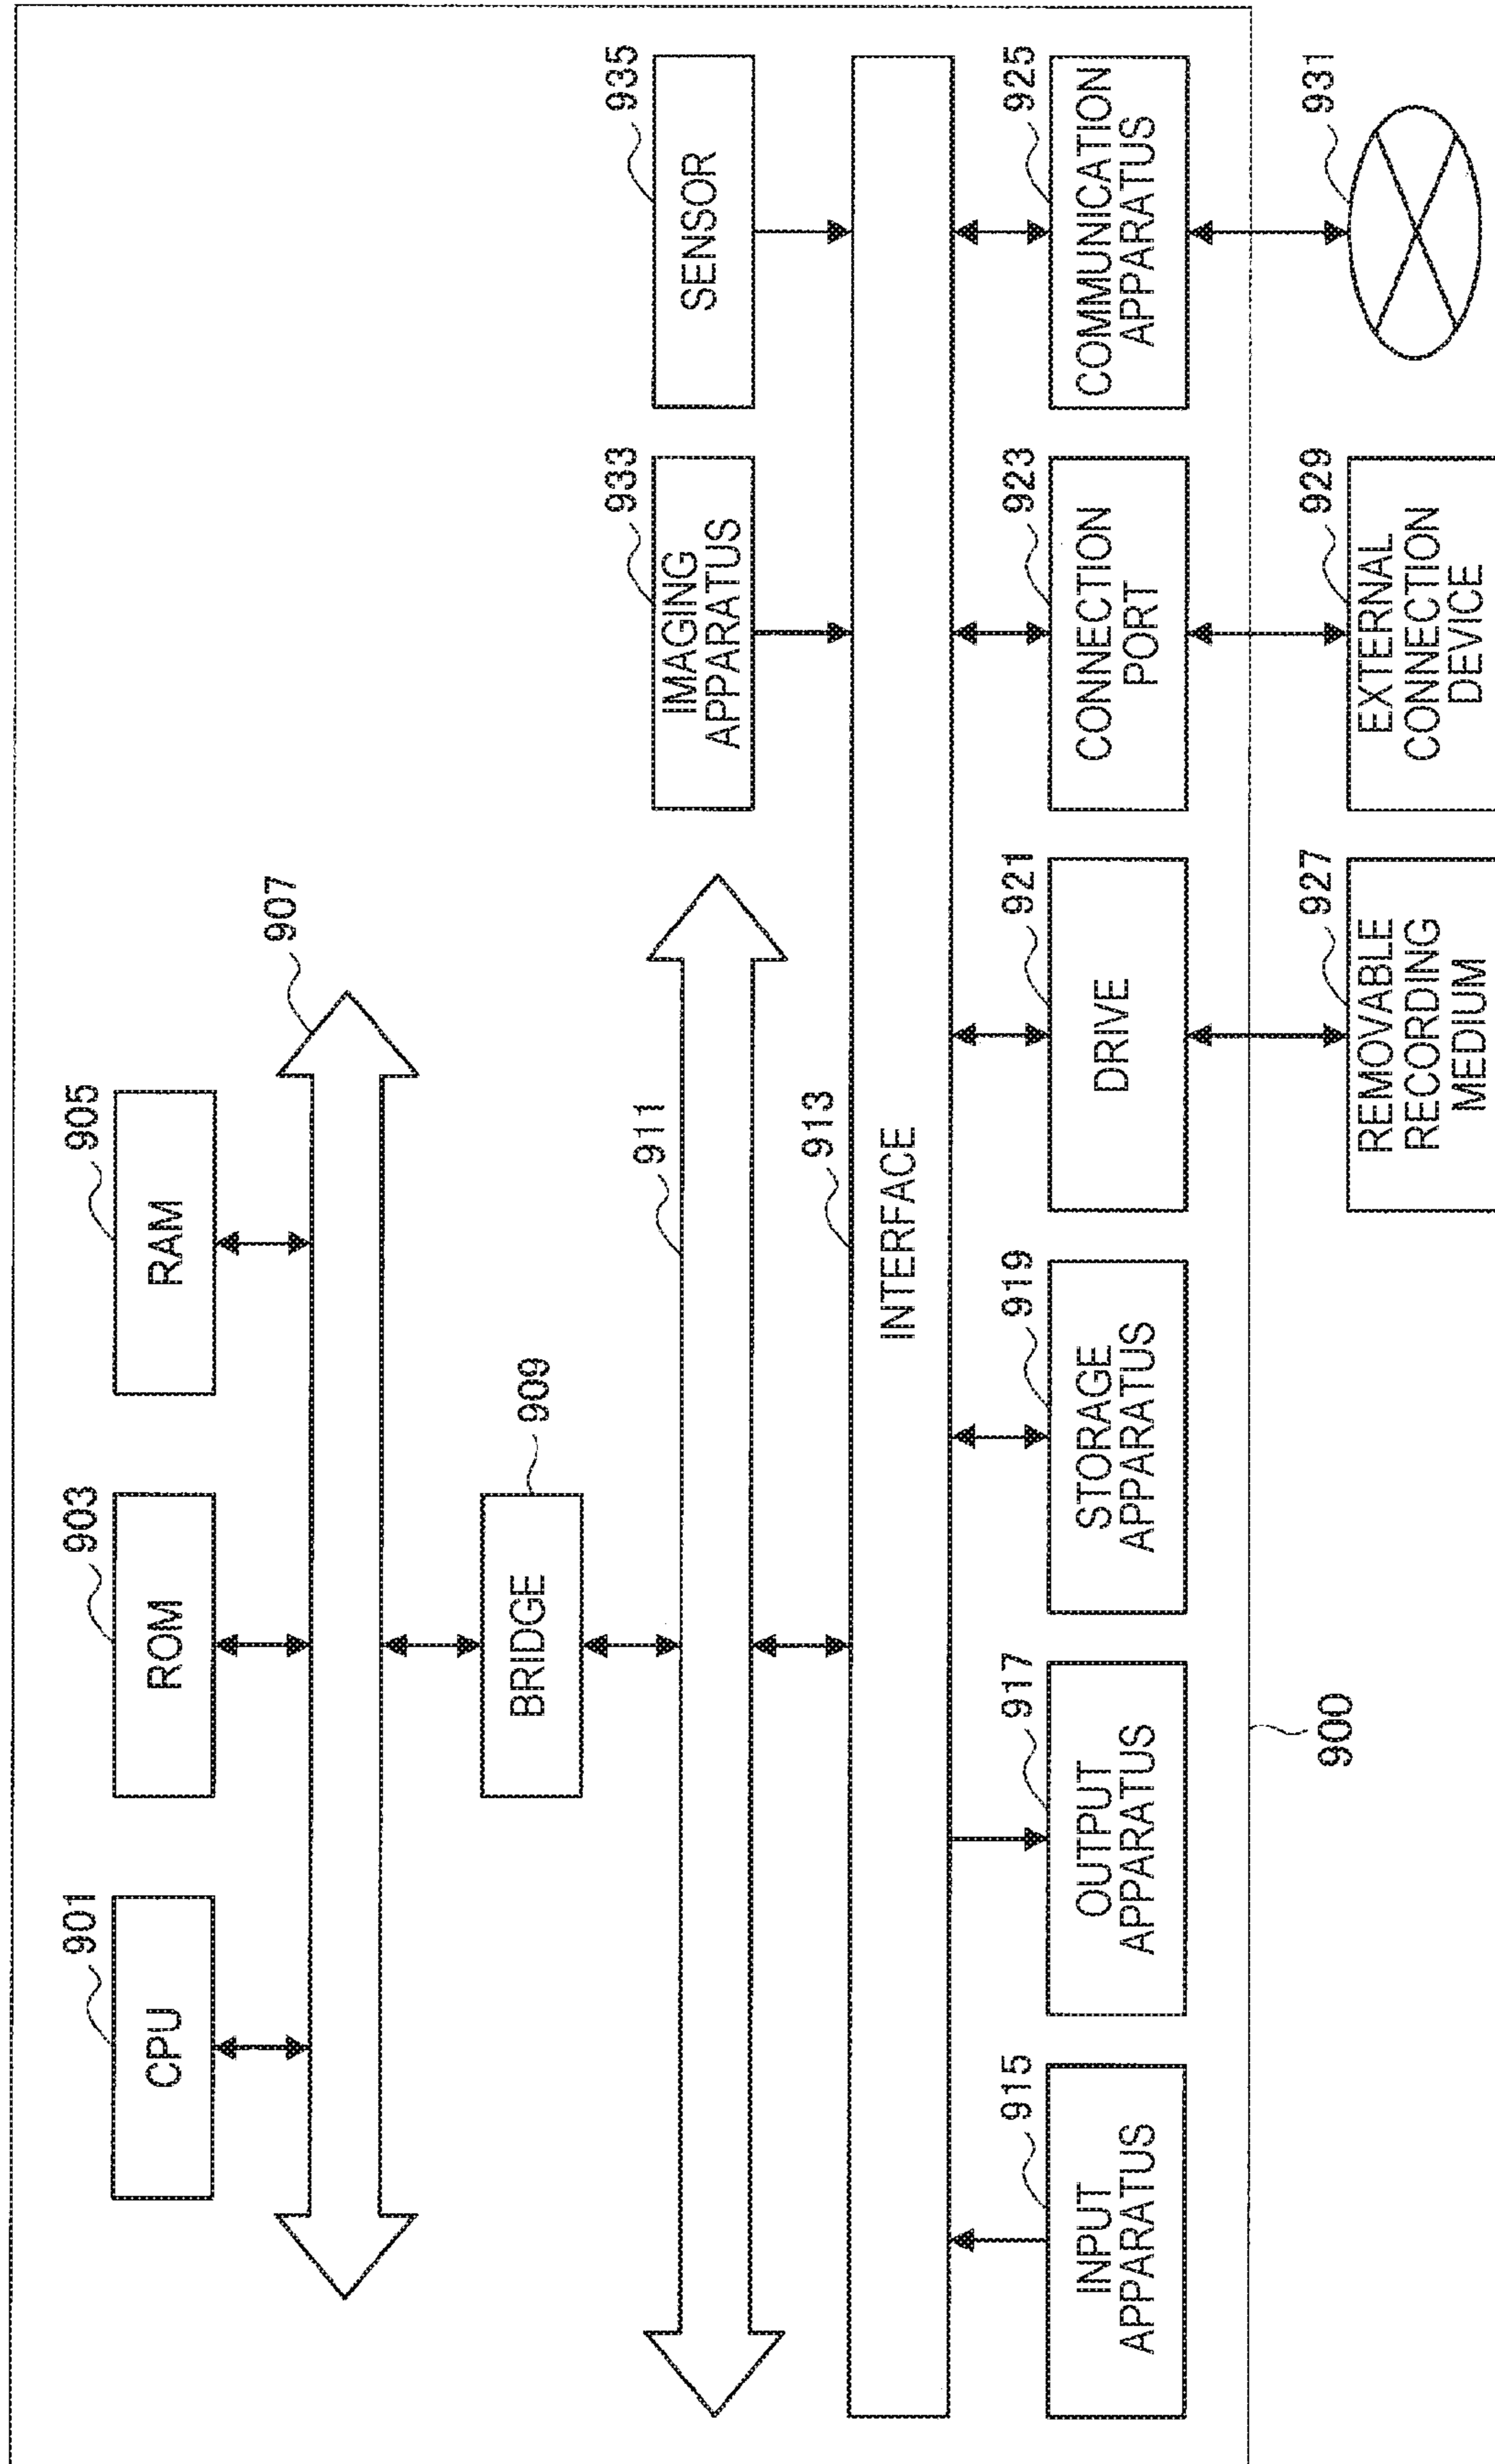 901
CPU
903
ROM
905
RAM
907
909
BRIDGE
911
933
IMAGING
APPARATUS
935
SENSOR
913
INTERFACE
915
INPUT
APPARATUS
917
OUTPUT
APPARATUS
919
STORAGE
APPARATUS
921
DRIVE
923
CONNECTION
PORT
925
COMMUNICATION
APPARATUS
900
927
REMOVABLE
RECORDING
MEDIUM
929
EXTERNAL
CONNECTION
DEVICE
931